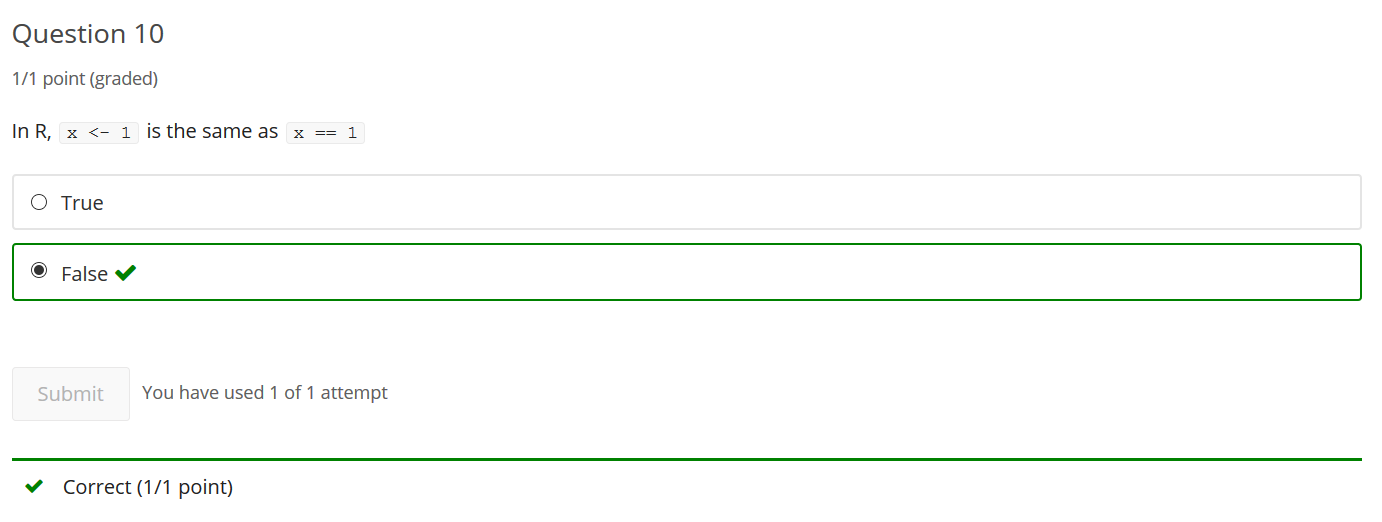 Question 10
1/1 point (graded)
In R, x <- 1 is the same as x == 1
True
False
Submit You have used 1 of 1 attempt
Correct (1/1 point)